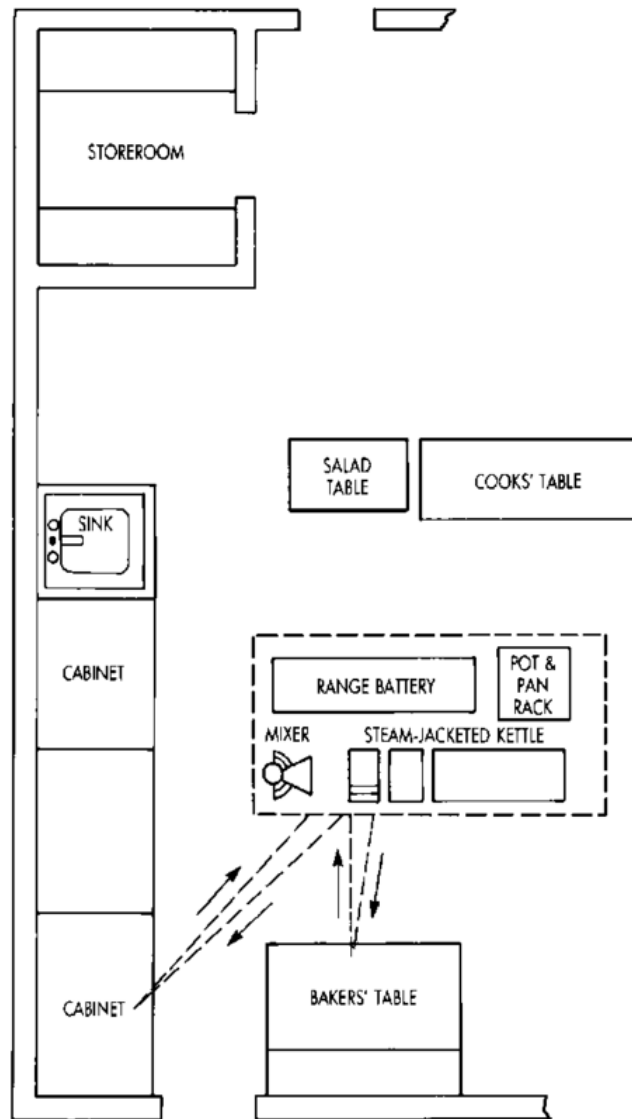 STOREROOM
SALAD
TABLE
COOKS' TABLE
SINK
CABINET
RANGE BATTERY
POT &
PAN
RACK
MIXER
STEAM-JACKETED KETTLE
CABINET
BAKERS' TABLE